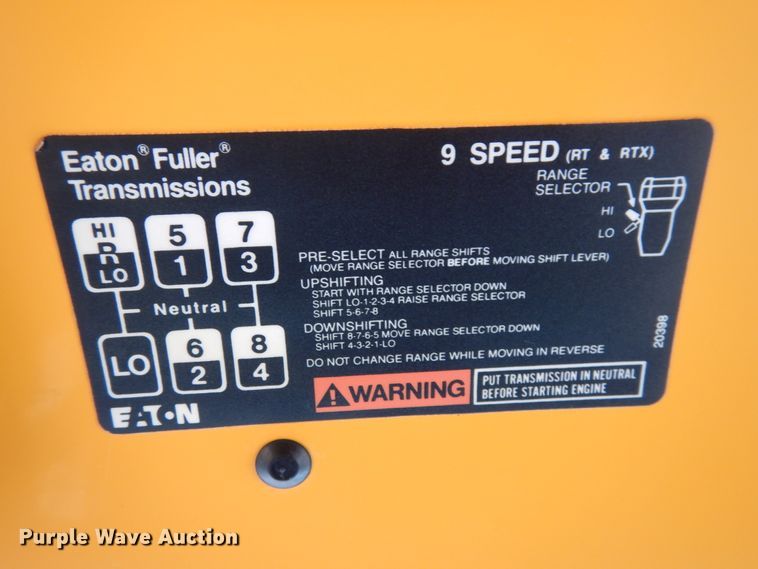 Eaton® Fuller®
Transmissions
9 SPEED (RT & RTX)
RANGE
SELECTOR
HI
LO
HI
R
LO
5
1
7
3
Neutral
LO
6
2
8
4
EATON
PRE-SELECT ALL RANGE SHIFTS
(MOVE RANGE SELECTOR BEFORE MOVING SHIFT LEVER)
UPSHIFTING
START WITH RANGE SELECTOR DOWN
SHIFT LO-1-2-3-4 RAISE RANGE SELECTOR
SHIFT 5-6-7-8
DOWNSHIFTING
SHIFT 8-7-6-5 MOVE RANGE SELECTOR DOWN
SHIFT 4-3-2-1-LO
DO NOT CHANGE RANGE WHILE MOVING IN REVERSE
WARNING
PUT TRANSMISSION IN NEUTRAL
BEFORE STARTING ENGINE
20398
Purple Wave Auction